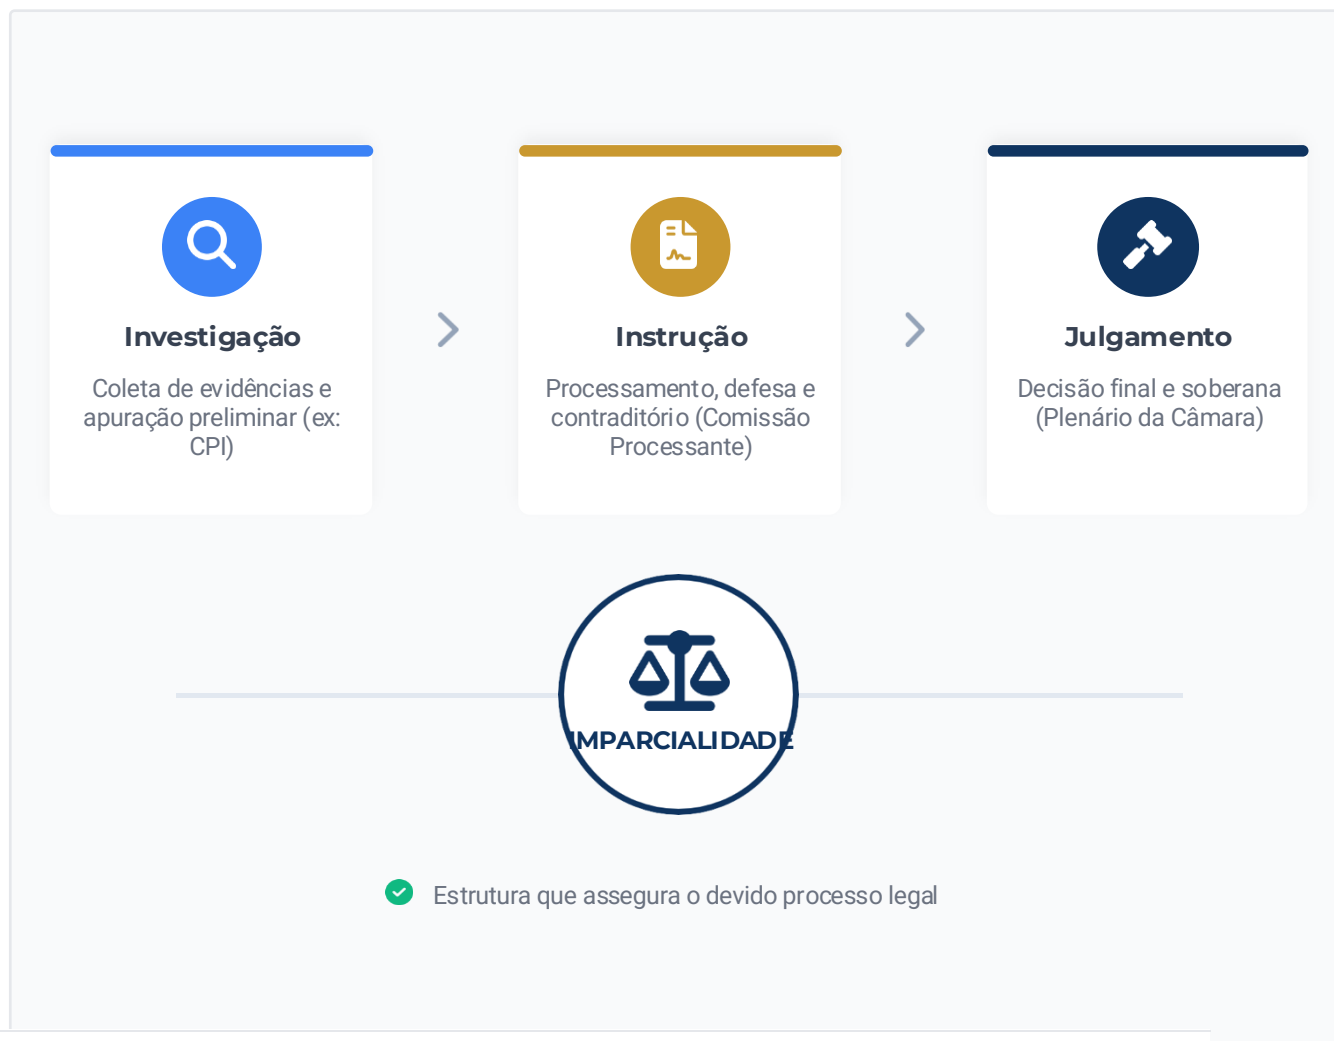 Investigação
Coleta de evidências e
apuração preliminar (ex:
CPI)
Instrução
Processamento, defesa e
contraditório (Comissão
Processante)
Julgamento
Decisão final e soberana
(Plenário da Câmara)
IMPARCIALIDADE
Estrutura que assegura o devido processo legal